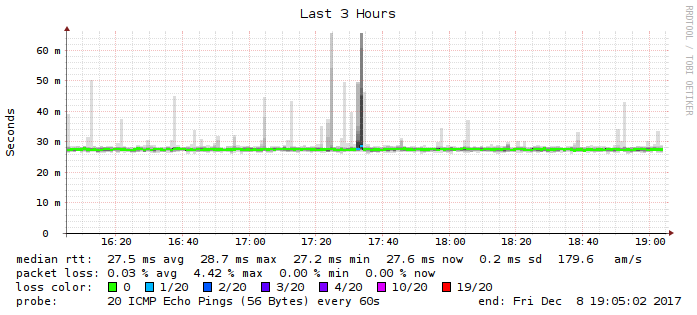 Last 3 Hours
RRDTOOL / TOBI OETIKER
Seconds
60 m
50 m
40 m
30 m
20 m
10 m
0
16:20 16:40 17:00 17:20 17:40 18:00 18:20 18:40 19:00
median rtt: 27.5 ms avg 28.7 ms max 27.2 ms min 27.6 ms now 0.2 ms sd 179.6 am/s
packet loss: 0.03 % avg 4.42 % max 0.00 % min 0.00 % now
loss color: 0 1/20 2/20 3/20 4/20 10/20 19/20
probe: 20 ICMP Echo Pings (56 Bytes) every 60s end: Fri Dec 8 19:05:02 2017